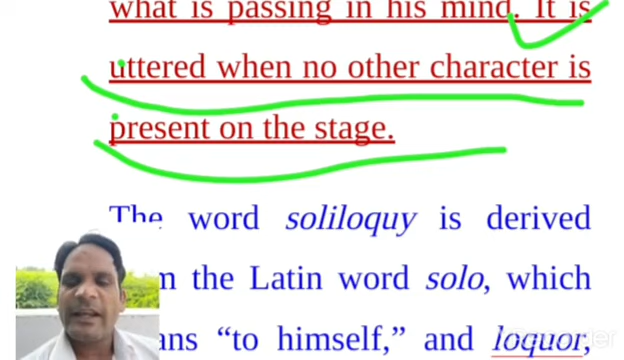 what is passing in his mind. It is
uttered when no other character is
present on the stage.
The word soliloquy is derived
the Latin word solo, which
“to himself,” and loquor,